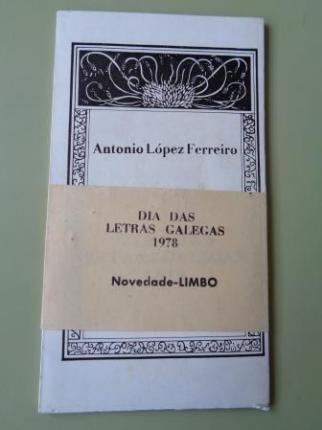 Antonio López Ferreiro
DIA DAS
LETRAS GALEGAS
1978
Novedade-LIMBO